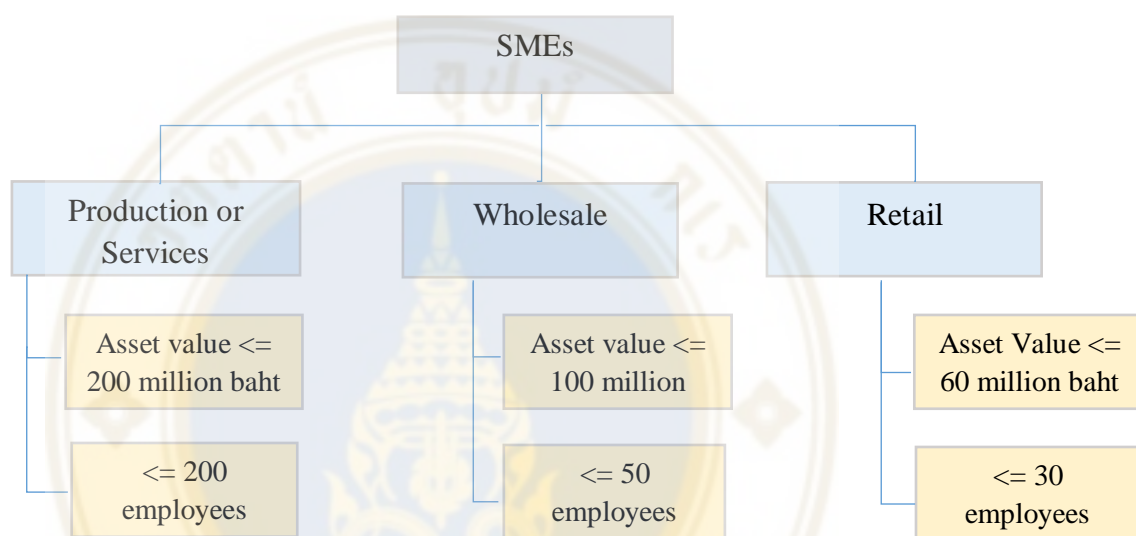 SMEs
Production or
Services
Wholesale
Retail
Asset value <=
200 million baht
Asset value <=
100 million
Asset Value <=
60 million baht
<= 200
employees
<= 50
employees
<= 30
employees